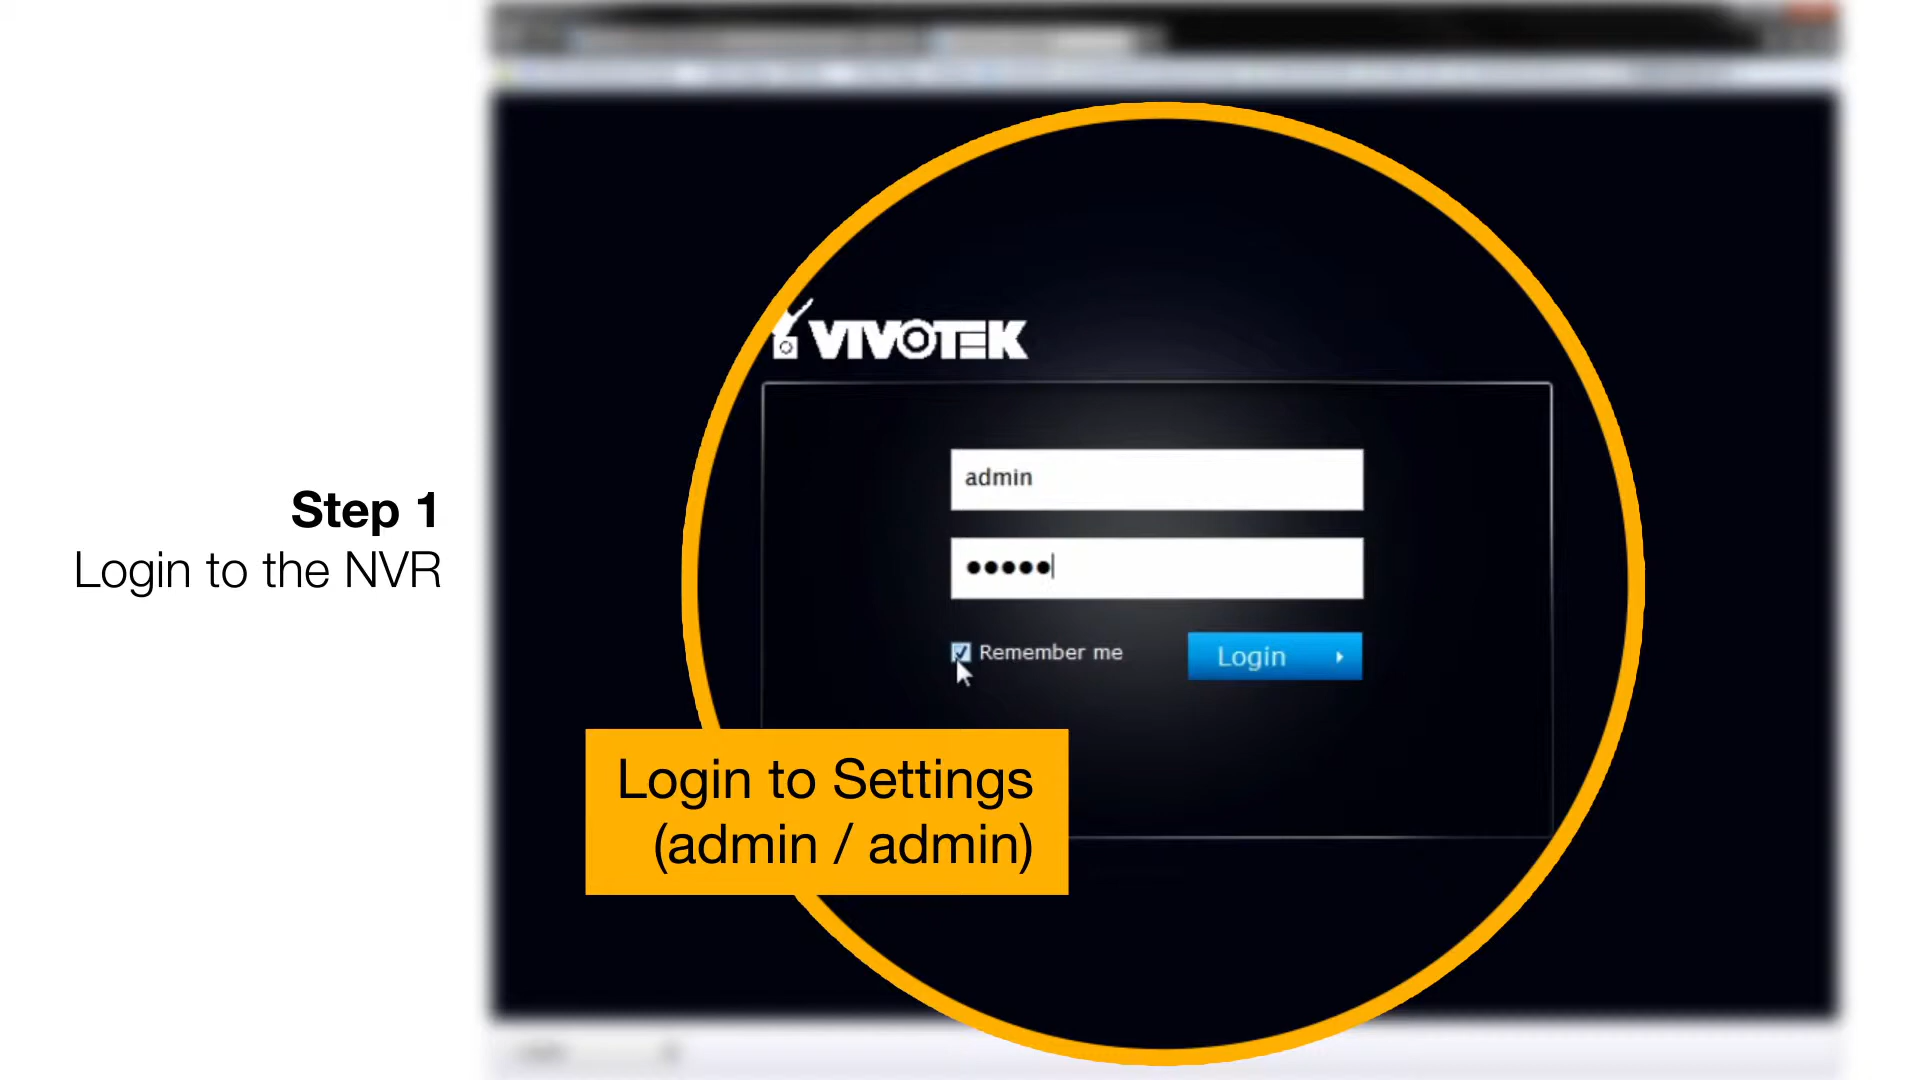 Step 1
Login to the NVR
VIVOTEK
admin
Remember me
Login
Login to Settings
(admin / admin)